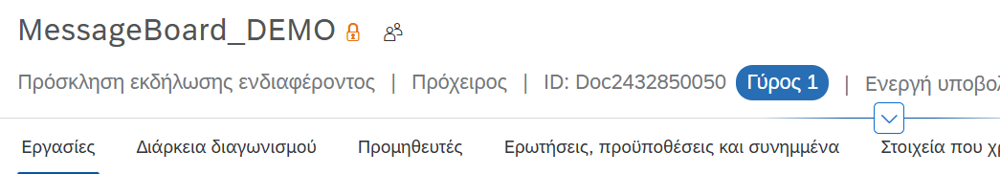 MessageBoard_DEMO
Πρόσκληση εκδήλωσης ενδιαφέροντος | Πρόχειρος | ID: Doc2432850050 Γύρος 1 | Ενεργή
Εργασίες Διάρκεια διαγωνισμού Προμηθευτές Ερωτήσεις, προϋποθέσεις και συνημμένα Στοιχεία που